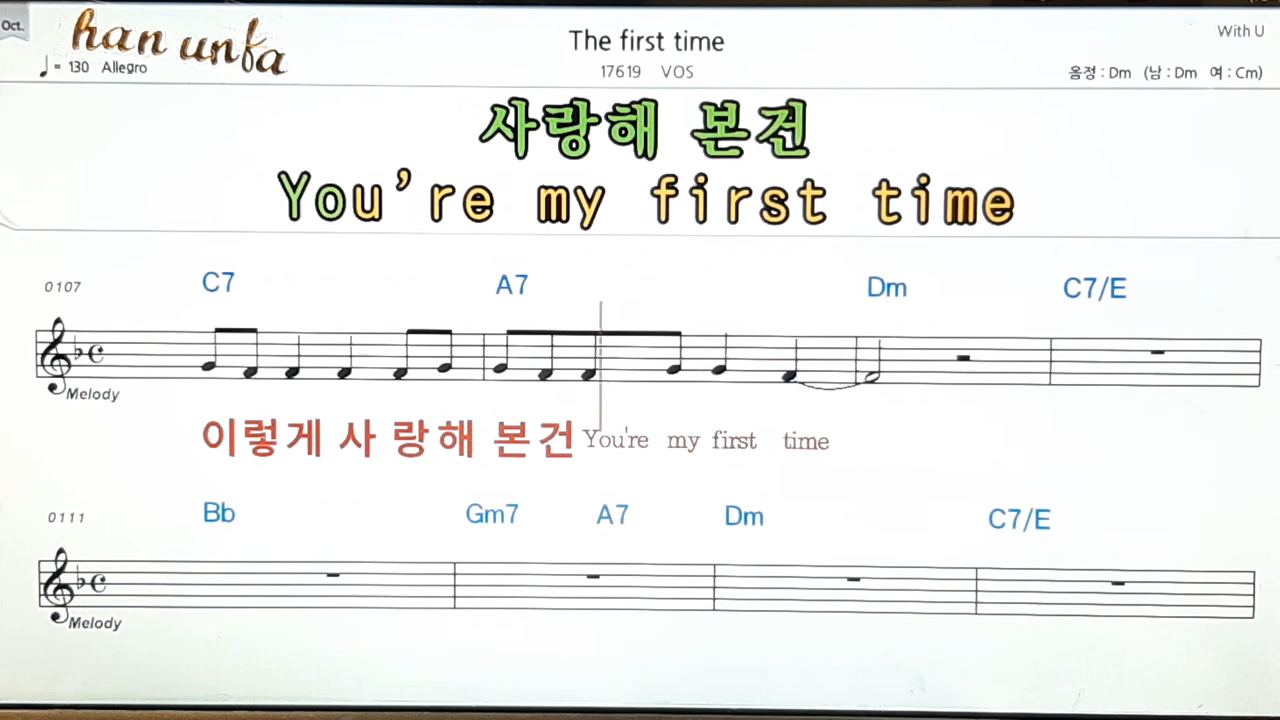 Oct.
han unfa
♩= 130 Allegro
The first time
17619 VOS
With U
음정 : Dm (남 : Dm 여 : Cm)
사랑해 본건
You're my first time
0107
C7 A7 Dm C7/E
Melody
이렇게 사 랑해 본건 You're my first time
0111
Bb Gm7 A7 Dm C7/E
Melody